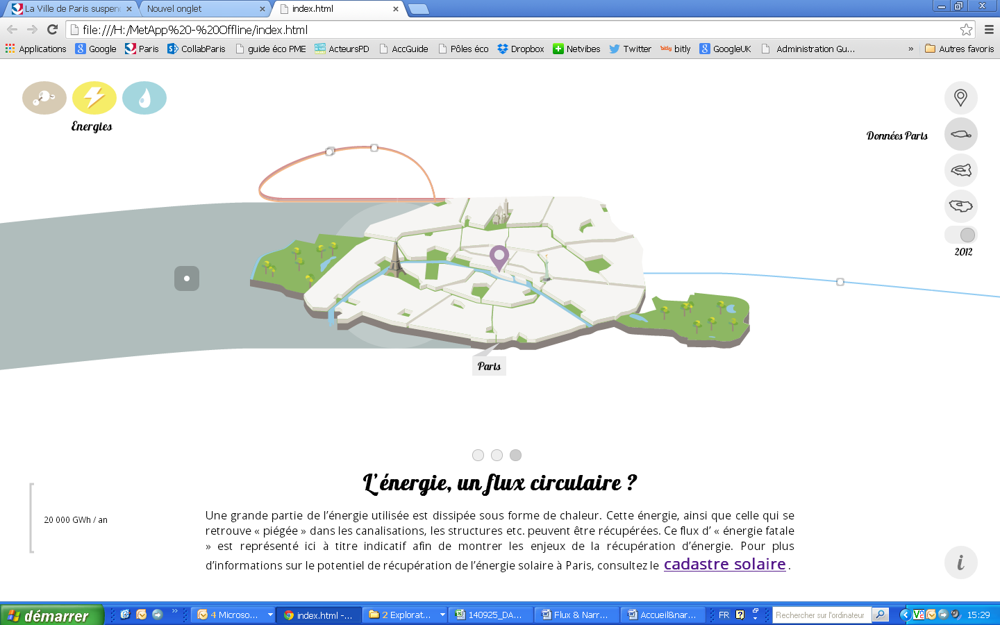 La Ville de Paris suspen
Nouvel onglet
index.html
file:///H:/MetApp%20-%20Offline/index.html
Applications
Google
Paris
CollabParis
guide éco PME
ActeursPD
AccGuide
Pôles éco
Dropbox
Netvibes
Twitter
bitly
bitly
GoogleUK
Administration Gu...
»
Autres favoris
Energies
Données Paris
2012
Paris
L'énergie, un flux circulaire ?
20 000 GWh / an
Une grande partie de l'énergie utilisée est dissipée sous forme de chaleur. Cette énergie, ainsi que celle qui se
retrouve « piégée » dans les canalisations, les structures etc. peuvent être récupérées. Ce flux d' « énergie fatale
» est représenté ici à titre indicatif afin de montrer les enjeux de la récupération d'énergie. Pour plus
d'informations sur le potentiel de récupération de l'énergie solaire à Paris, consultez le cadastre solaire.
i
démarrer
»
4 Microso...
index.html -...
2 Explorat...
140925_DA...
Flux & Narr...
Accueil&nar...
FR
Rechercher sur l'ordinateur
15:29